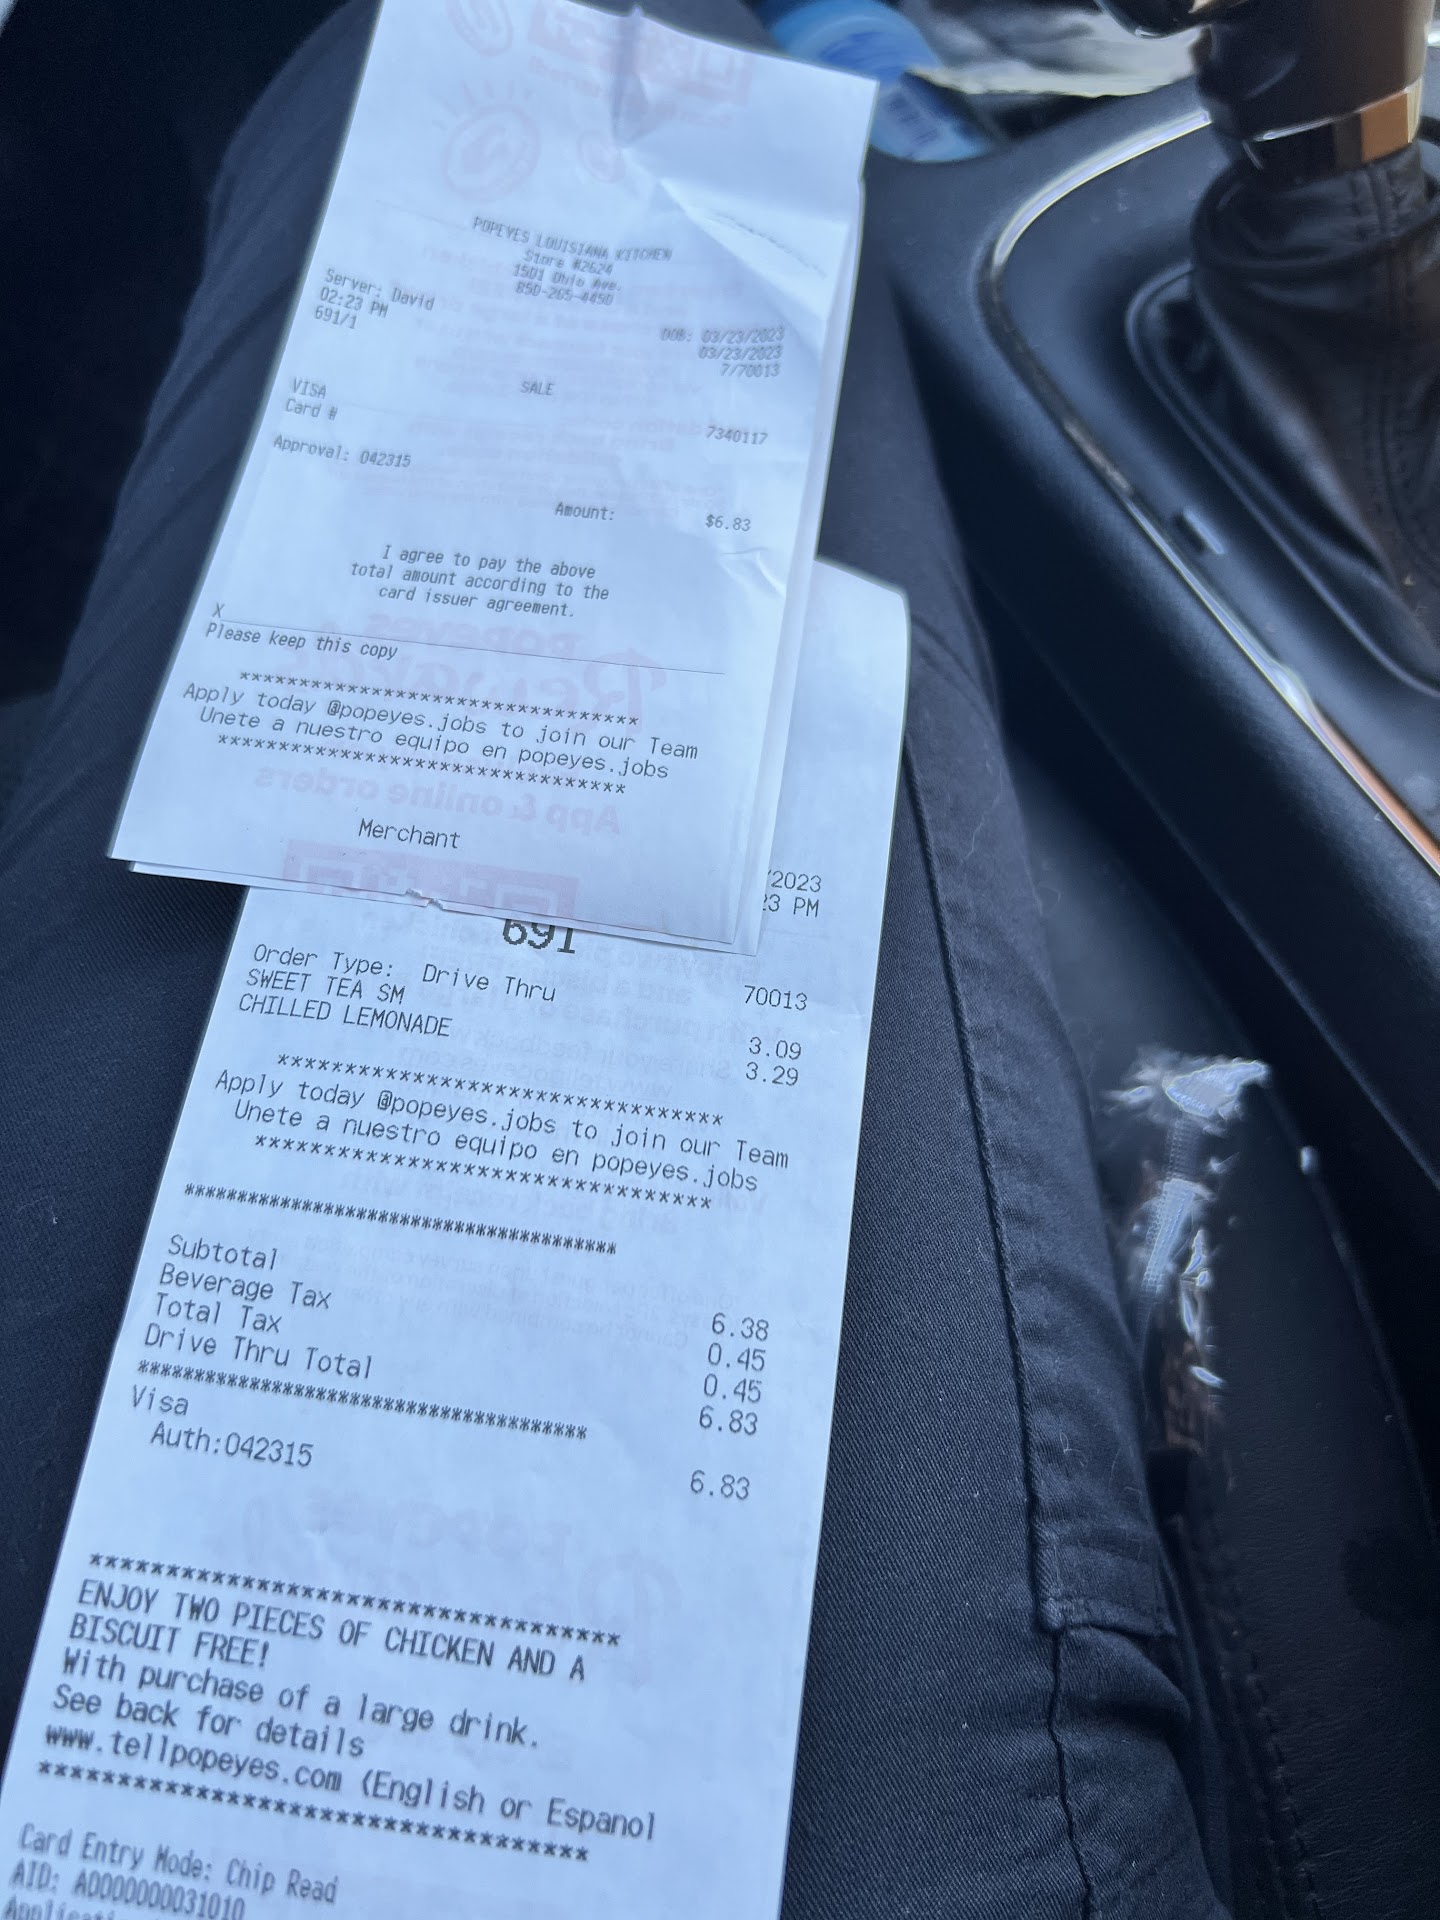 POPEYES LOUISIANA KITCHEN
Store #2624
1501 Ohio Ave.
850-265-4490
Server: David DOB: 03/23/2023
02:23 PM 03/23/2023
691/1 7/70013
SALE
VISA 7340117
Card #
Approval: 042315
Amount: $6.83
I agree to pay the above
total amount according to the
card issuer agreement.
X
Please keep this copy
*********************************
Apply today @popeyes.jobs to join our Team
Unete a nuestro equipo en popeyes.jobs
*********************************
Merchant
/2023
23 PM
691
Order Type: Drive Thru 70013
SWEET TEA SM 3.09
CHILLED LEMONADE 3.29
*********************************
Apply today @popeyes.jobs to join our Team
Unete a nuestro equipo en popeyes.jobs
*********************************
*********************************
Subtotal 6.38
Beverage Tax 0.45
Total Tax 0.45
Drive Thru Total 6.83
*********************************
Visa 6.83
Auth:042315
*********************************
ENJOY TWO PIECES OF CHICKEN AND A
BISCUIT FREE!
With purchase of a large drink.
See back for details
www.tellpopeyes.com (English or Espanol
*********************************
Card Entry Mode: Chip Read
AID: A0000000031010